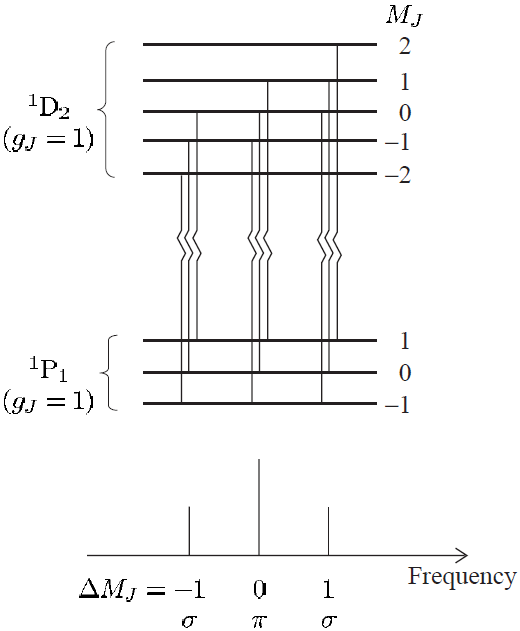 M_J
2
1
¹D₂
0
(g_J = 1)
–1
–2
1
¹P₁
0
(g_J = 1)
–1
Frequency
ΔM_J = −1 0 1
σ π σ